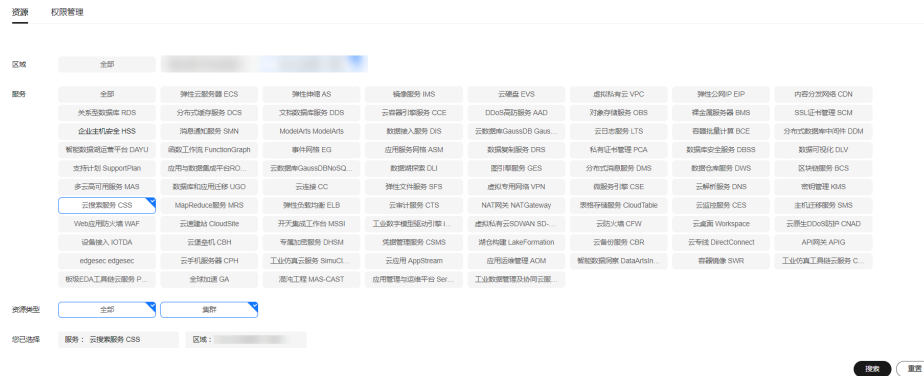 资源 权限管理
区域 全部
服务 全部 弹性云服务器 ECS 弹性伸缩 AS 镜像服务 IMS 云硬盘 EVS 虚拟私有云 VPC 弹性公网IP EIP 内容分发网络 CDN
关系型数据库 RDS 分布式缓存服务 DCS 文档数据库服务 DDS 云容器引擎服务 CCE DDoS高防服务 AAD 对象存储服务 OBS 裸金属服务器 BMS SSL证书管理 SCM
企业主机安全 HSS 消息通知服务 SMN ModelArts ModelArts 数据接入服务 DIS 云数据库GaussDB Gaus... 云日志服务 LTS 容器批量计算 BCE 分布式数据库中间件 DDM
智能数据湖运营平台 DAYU 函数工作流 FunctionGraph 事件网格 EG 应用服务网格 ASM 数据复制服务 DRS 私有证书管理 PCA 数据库安全服务 DBSS 数据可视化 DLV
支持计划 SupportPlan 应用与数据集成平台RO... 云数据库GaussDBNoSQ... 数据湖探索 DLI 图引擎服务 GES 分布式消息服务 DMS 数据仓库服务 DWS 区块链服务 BCS
多云高可用服务 MAS 数据库和应用迁移 UGO 云连接 CC 弹性文件服务 SFS 虚拟专用网络 VPN 微服务引擎 CSE 云解析服务 DNS 密钥管理 KMS
云搜索服务 CSS MapReduce服务 MRS 弹性负载均衡 ELB 云审计服务 CTS NAT网关 NATGateway 表格存储服务 CloudTable 云监控服务 CES 主机迁移服务 SMS
Web应用防火墙 WAF 云速建站 CloudSite 开天集成工作台 MSSI 工业数字模型驱动引擎 i... 虚拟私有云SDWAN SD-... 云防火墙 CFW 云桌面 Workspace 云原生DDoS防护 CNAD
设备接入 IOTDA 云堡垒机 CBH 专属加密服务 DHSM 凭据管理服务 CSMS 湖仓构建 LakeFormation 云备份服务 CBR 云专线 DirectConnect API网关 APIG
edgesec edgesec 云手机服务器 CPH 工业仿真云服务 SimuCl... 云应用 AppStream 应用运维管理 AOM 智能数据洞察 DataArtsIn... 容器镜像 SWR 工业仿真工具链云服务 C...
板级EDA工具链云服务 P... 全球加速 GA 混沌工程 MAS-CAST 应用管理与运维平台 Ser... 工业数据管理及协同云服...
资源类型 全部 集群
您已选择 服务： 云搜索服务 CSS 区域：
搜索 重置